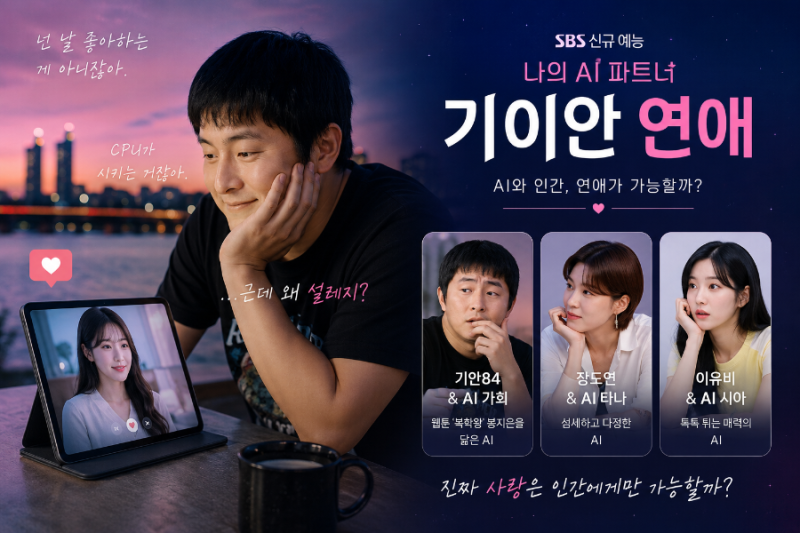 넌 날 좋아하는
게 아니잖아.
CPU가
시키는 거잖아.
...근데 왜 설레지?
SBS 신규 예능
나의 AI 파트너
기이안 연애
AI와 인간, 연애가 가능할까?
기안84
& AI 가희
웹툰 '복학왕' 봉지은을
닮은 AI
장도연
& AI 타나
섬세하고 다정한
AI
이유비
& AI 시아
톡톡 튀는 매력의
AI
진짜 사랑은 인간에게만 가능할까?